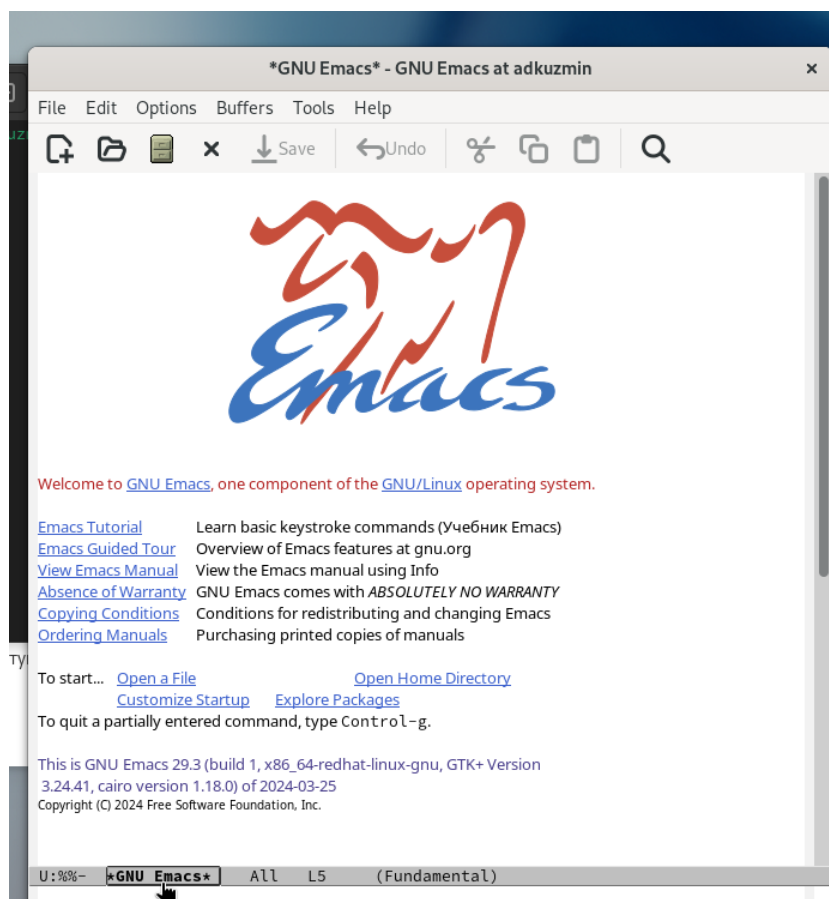 *GNU Emacs* - GNU Emacs at adkuzmin
File Edit Options Buffers Tools Help
Save Undo
Emacs
Welcome to GNU Emacs, one component of the GNU/Linux operating system.
Emacs Tutorial Learn basic keystroke commands (Учебник Emacs)
Emacs Guided Tour Overview of Emacs features at gnu.org
View Emacs Manual View the Emacs manual using Info
Absence of Warranty GNU Emacs comes with ABSOLUTELY NO WARRANTY
Copying Conditions Conditions for redistributing and changing Emacs
Ordering Manuals Purchasing printed copies of manuals
To start... Open a File Open Home Directory
Customize Startup Explore Packages
To quit a partially entered command, type Control-g.
This is GNU Emacs 29.3 (build 1, x86_64-redhat-linux-gnu, GTK+ Version
3.24.41, cairo version 1.18.0) of 2024-03-25
Copyright (C) 2024 Free Software Foundation, Inc.
U:%%- *GNU Emacs* All L5 (Fundamental)